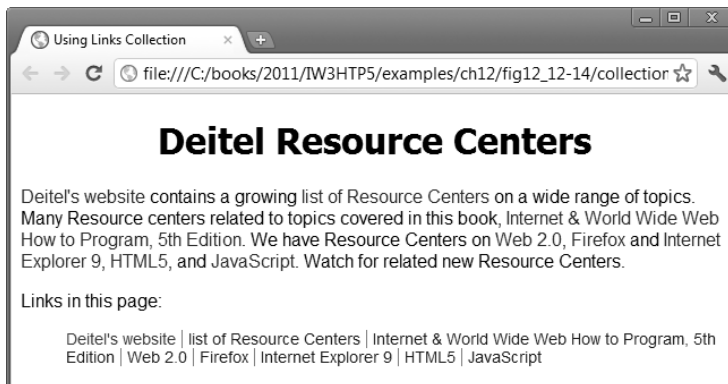 Using Links Collection
file:///C:/books/2011/IW3HTP5/examples/ch12/fig12_12-14/collection
Deitel Resource Centers
Deitel's website contains a growing list of Resource Centers on a wide range of topics.
Many Resource centers related to topics covered in this book, Internet & World Wide Web
How to Program, 5th Edition. We have Resource Centers on Web 2.0, Firefox and Internet
Explorer 9, HTML5, and JavaScript. Watch for related new Resource Centers.
Links in this page:
Deitel's website | list of Resource Centers | Internet & World Wide Web How to Program, 5th
Edition | Web 2.0 | Firefox | Internet Explorer 9 | HTML5 | JavaScript